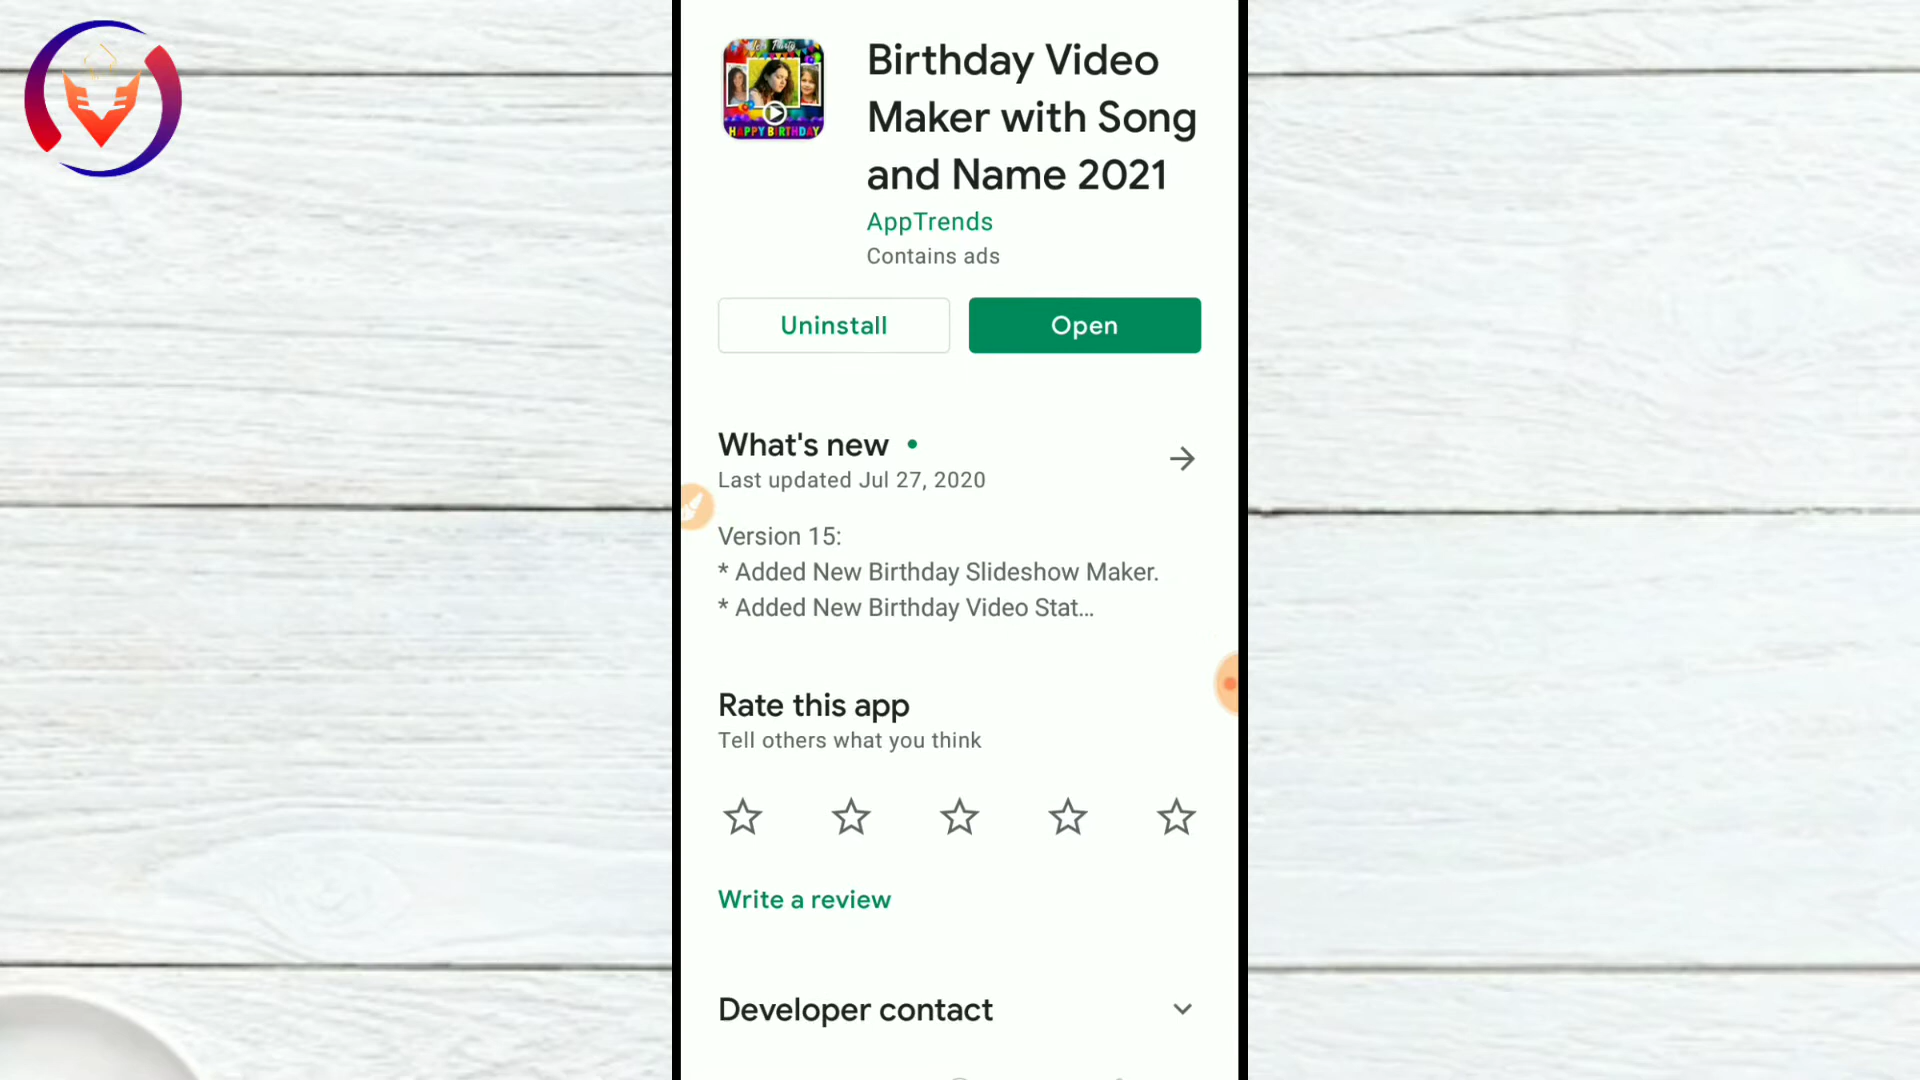 HAPPY BIRTHDAY
Birthday Video
Maker with Song
and Name 2021
AppTrends
Contains ads
Uninstall
Open
What's new
Last updated Jul 27, 2020
Version 15:
* Added New Birthday Slideshow Maker.
* Added New Birthday Video Stat...
Rate this app
Tell others what you think
Write a review
Developer contact